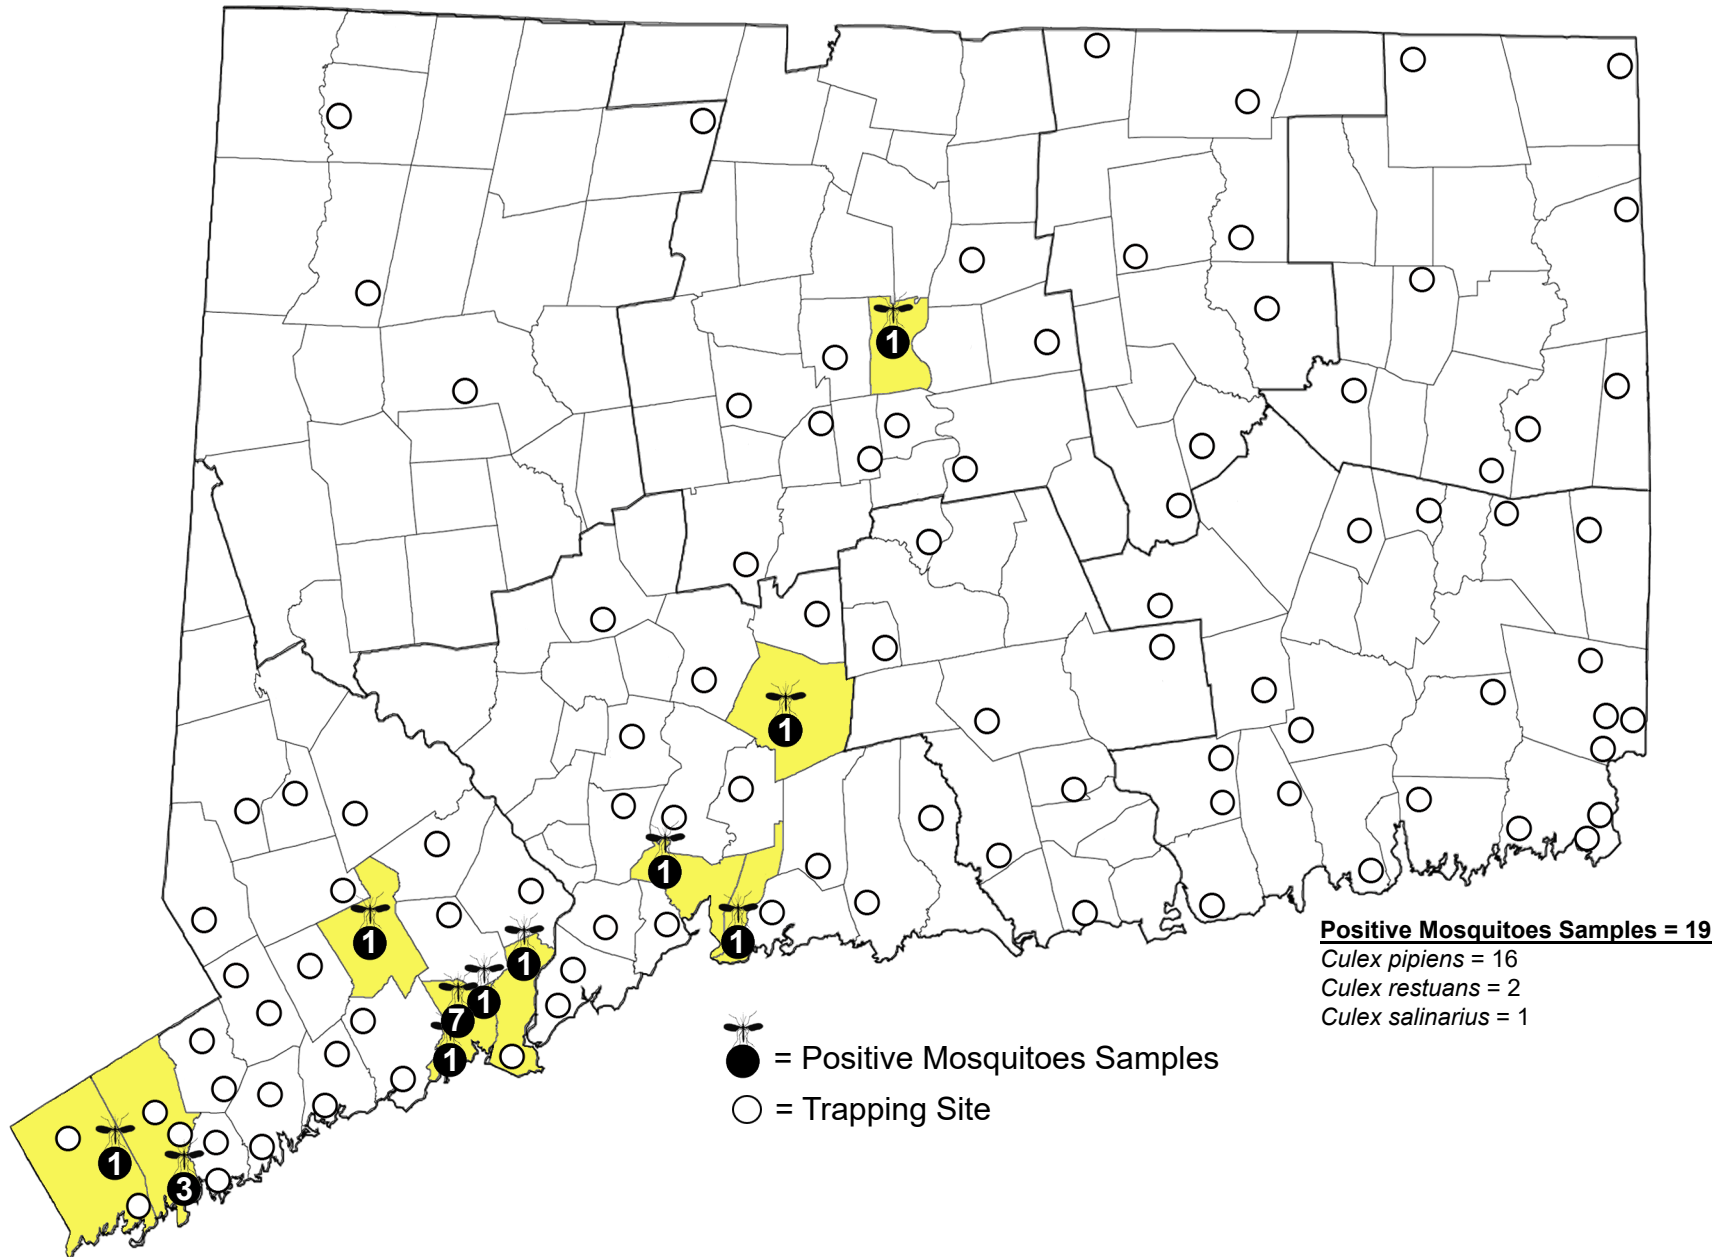 1
1
1
1
1
1
1
7
1
1
3
Positive Mosquitoes Samples = 19
Culex pipiens = 16
Culex restuans = 2
Culex salinarius = 1
= Positive Mosquitoes Samples
= Trapping Site